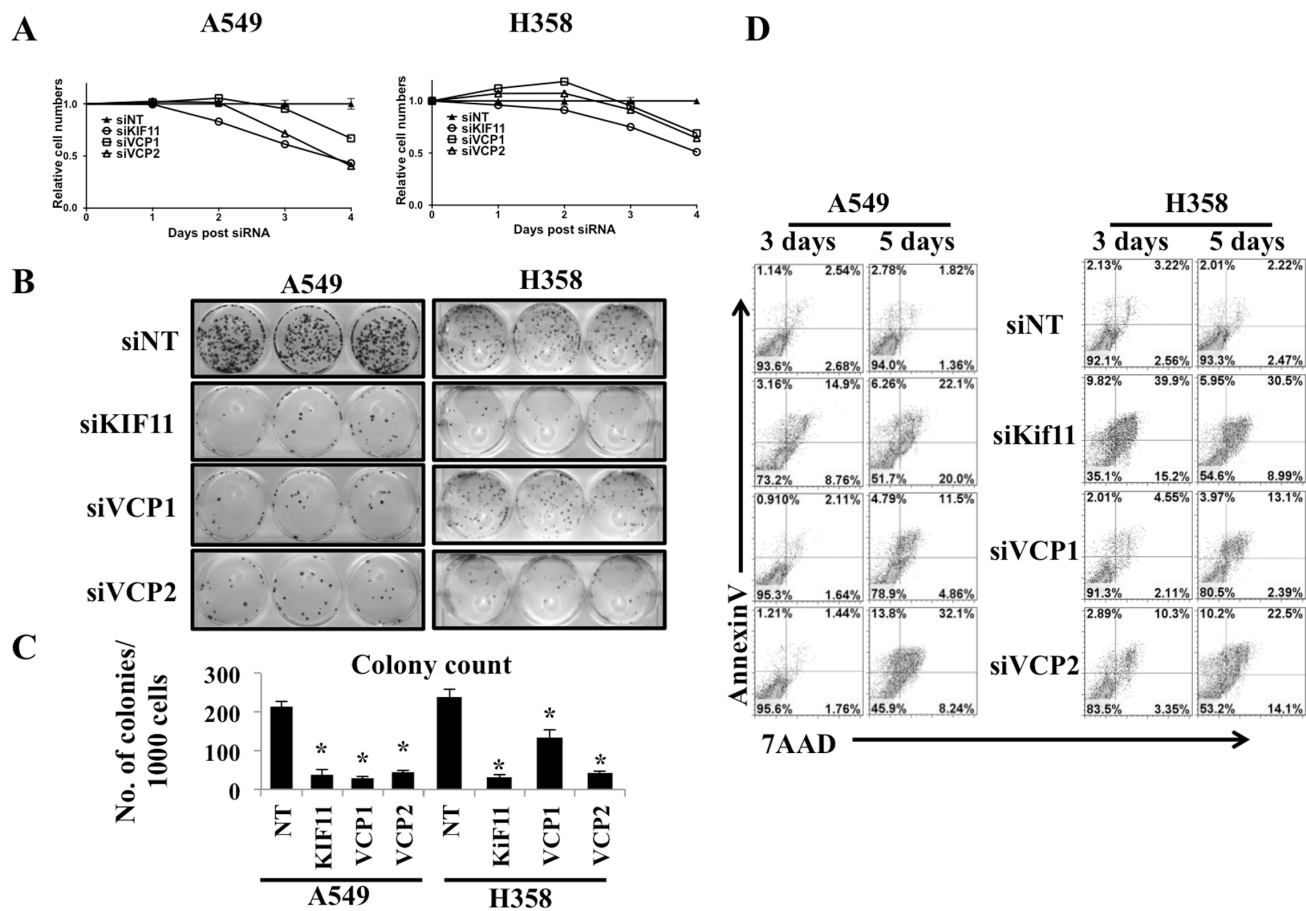 A
A549
H358
Relative cell numbers
1.0
0.5
0.0
siNT
siKIF11
siVCP1
siVCP2
0 1 2 3 4
Days post siRNA
Relative cell numbers
1.0
0.5
0.0
siNT
siKIF11
siVCP1
siVCP2
0 1 2 3 4
Days post siRNA
B
A549
H358
siNT
siKIF11
siVCP1
siVCP2
C
Colony count
No. of colonies/
1000 cells
300
200
100
0
NT
KIF11
VCP1
VCP2
NT
KiF11
VCP1
VCP2
A549
H358
D
A549
H358
3 days 5 days
3 days 5 days
siNT
siKif11
siVCP1
siVCP2
1.14% 2.54% 2.78% 1.82%
93.6% 2.68% 94.0% 1.36%
3.16% 14.9% 6.26% 22.1%
73.2% 8.76% 51.7% 20.0%
0.910% 2.11% 4.79% 11.5%
95.3% 1.64% 78.9% 4.86%
1.21% 1.44% 13.8% 32.1%
95.6% 1.76% 45.9% 8.24%
2.13% 3.22% 2.01% 2.22%
92.1% 2.56% 93.3% 2.47%
9.82% 39.9% 5.95% 30.5%
35.1% 15.2% 54.6% 8.99%
2.01% 4.55% 3.97% 13.1%
91.3% 2.11% 80.5% 2.39%
2.89% 10.3% 10.2% 22.5%
83.5% 3.35% 53.2% 14.1%
AnnexinV
7AAD